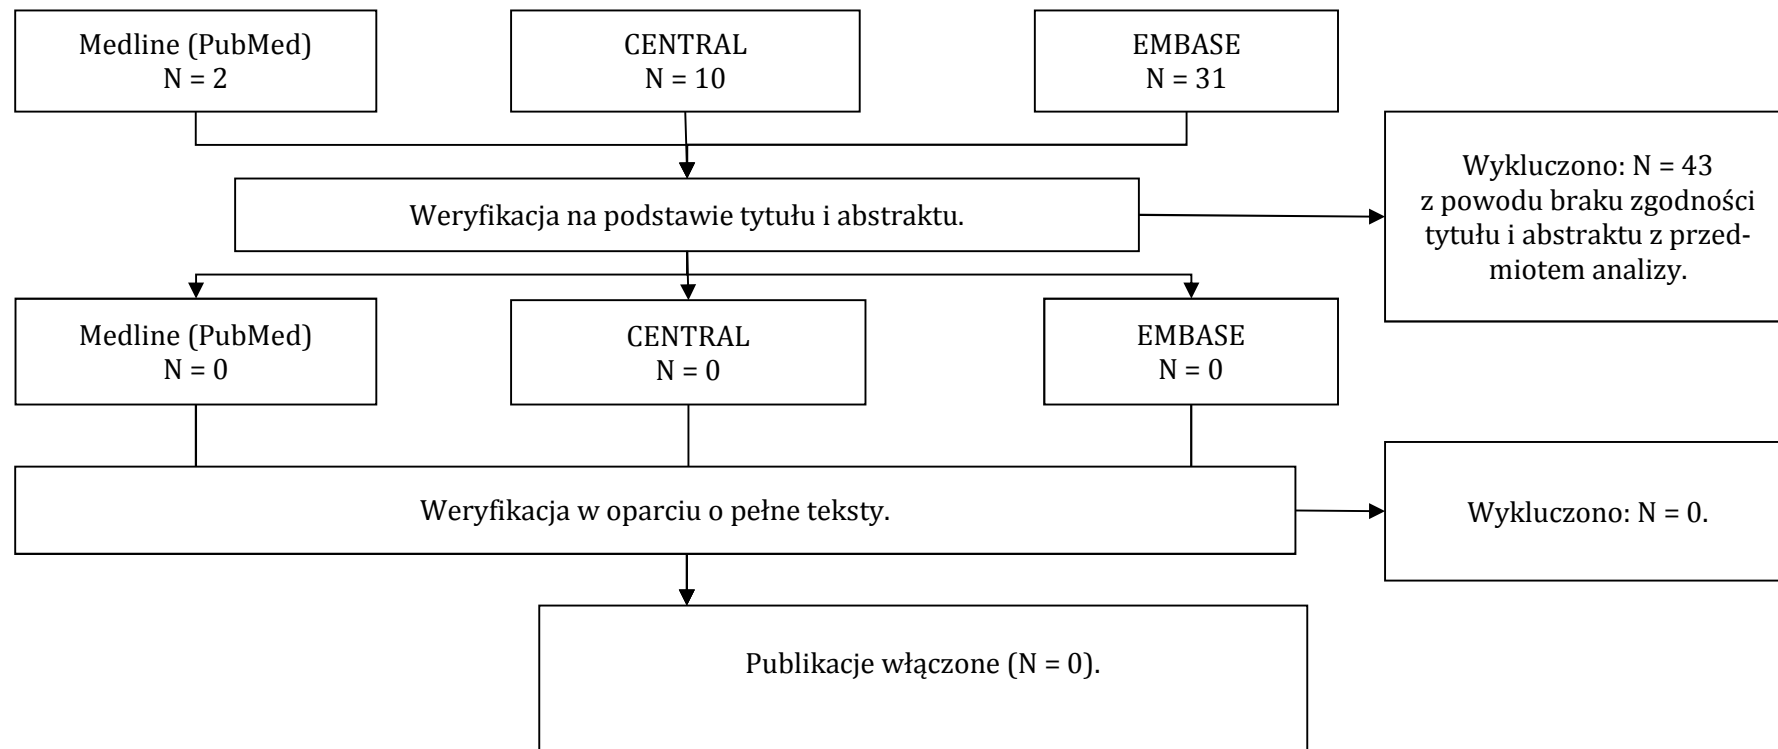 Medline (PubMed)
N = 2
CENTRAL
N = 10
EMBASE
N = 31
Wykluczono: N = 43
z powodu braku zgodności
tytułu i abstraktu z przed-
miotem analizy.
Weryfikacja na podstawie tytułu i abstraktu.
Medline (PubMed)
N = 0
CENTRAL
N = 0
EMBASE
N = 0
Weryfikacja w oparciu o pełne teksty.
Wykluczono: N = 0.
Publikacje włączone (N = 0).